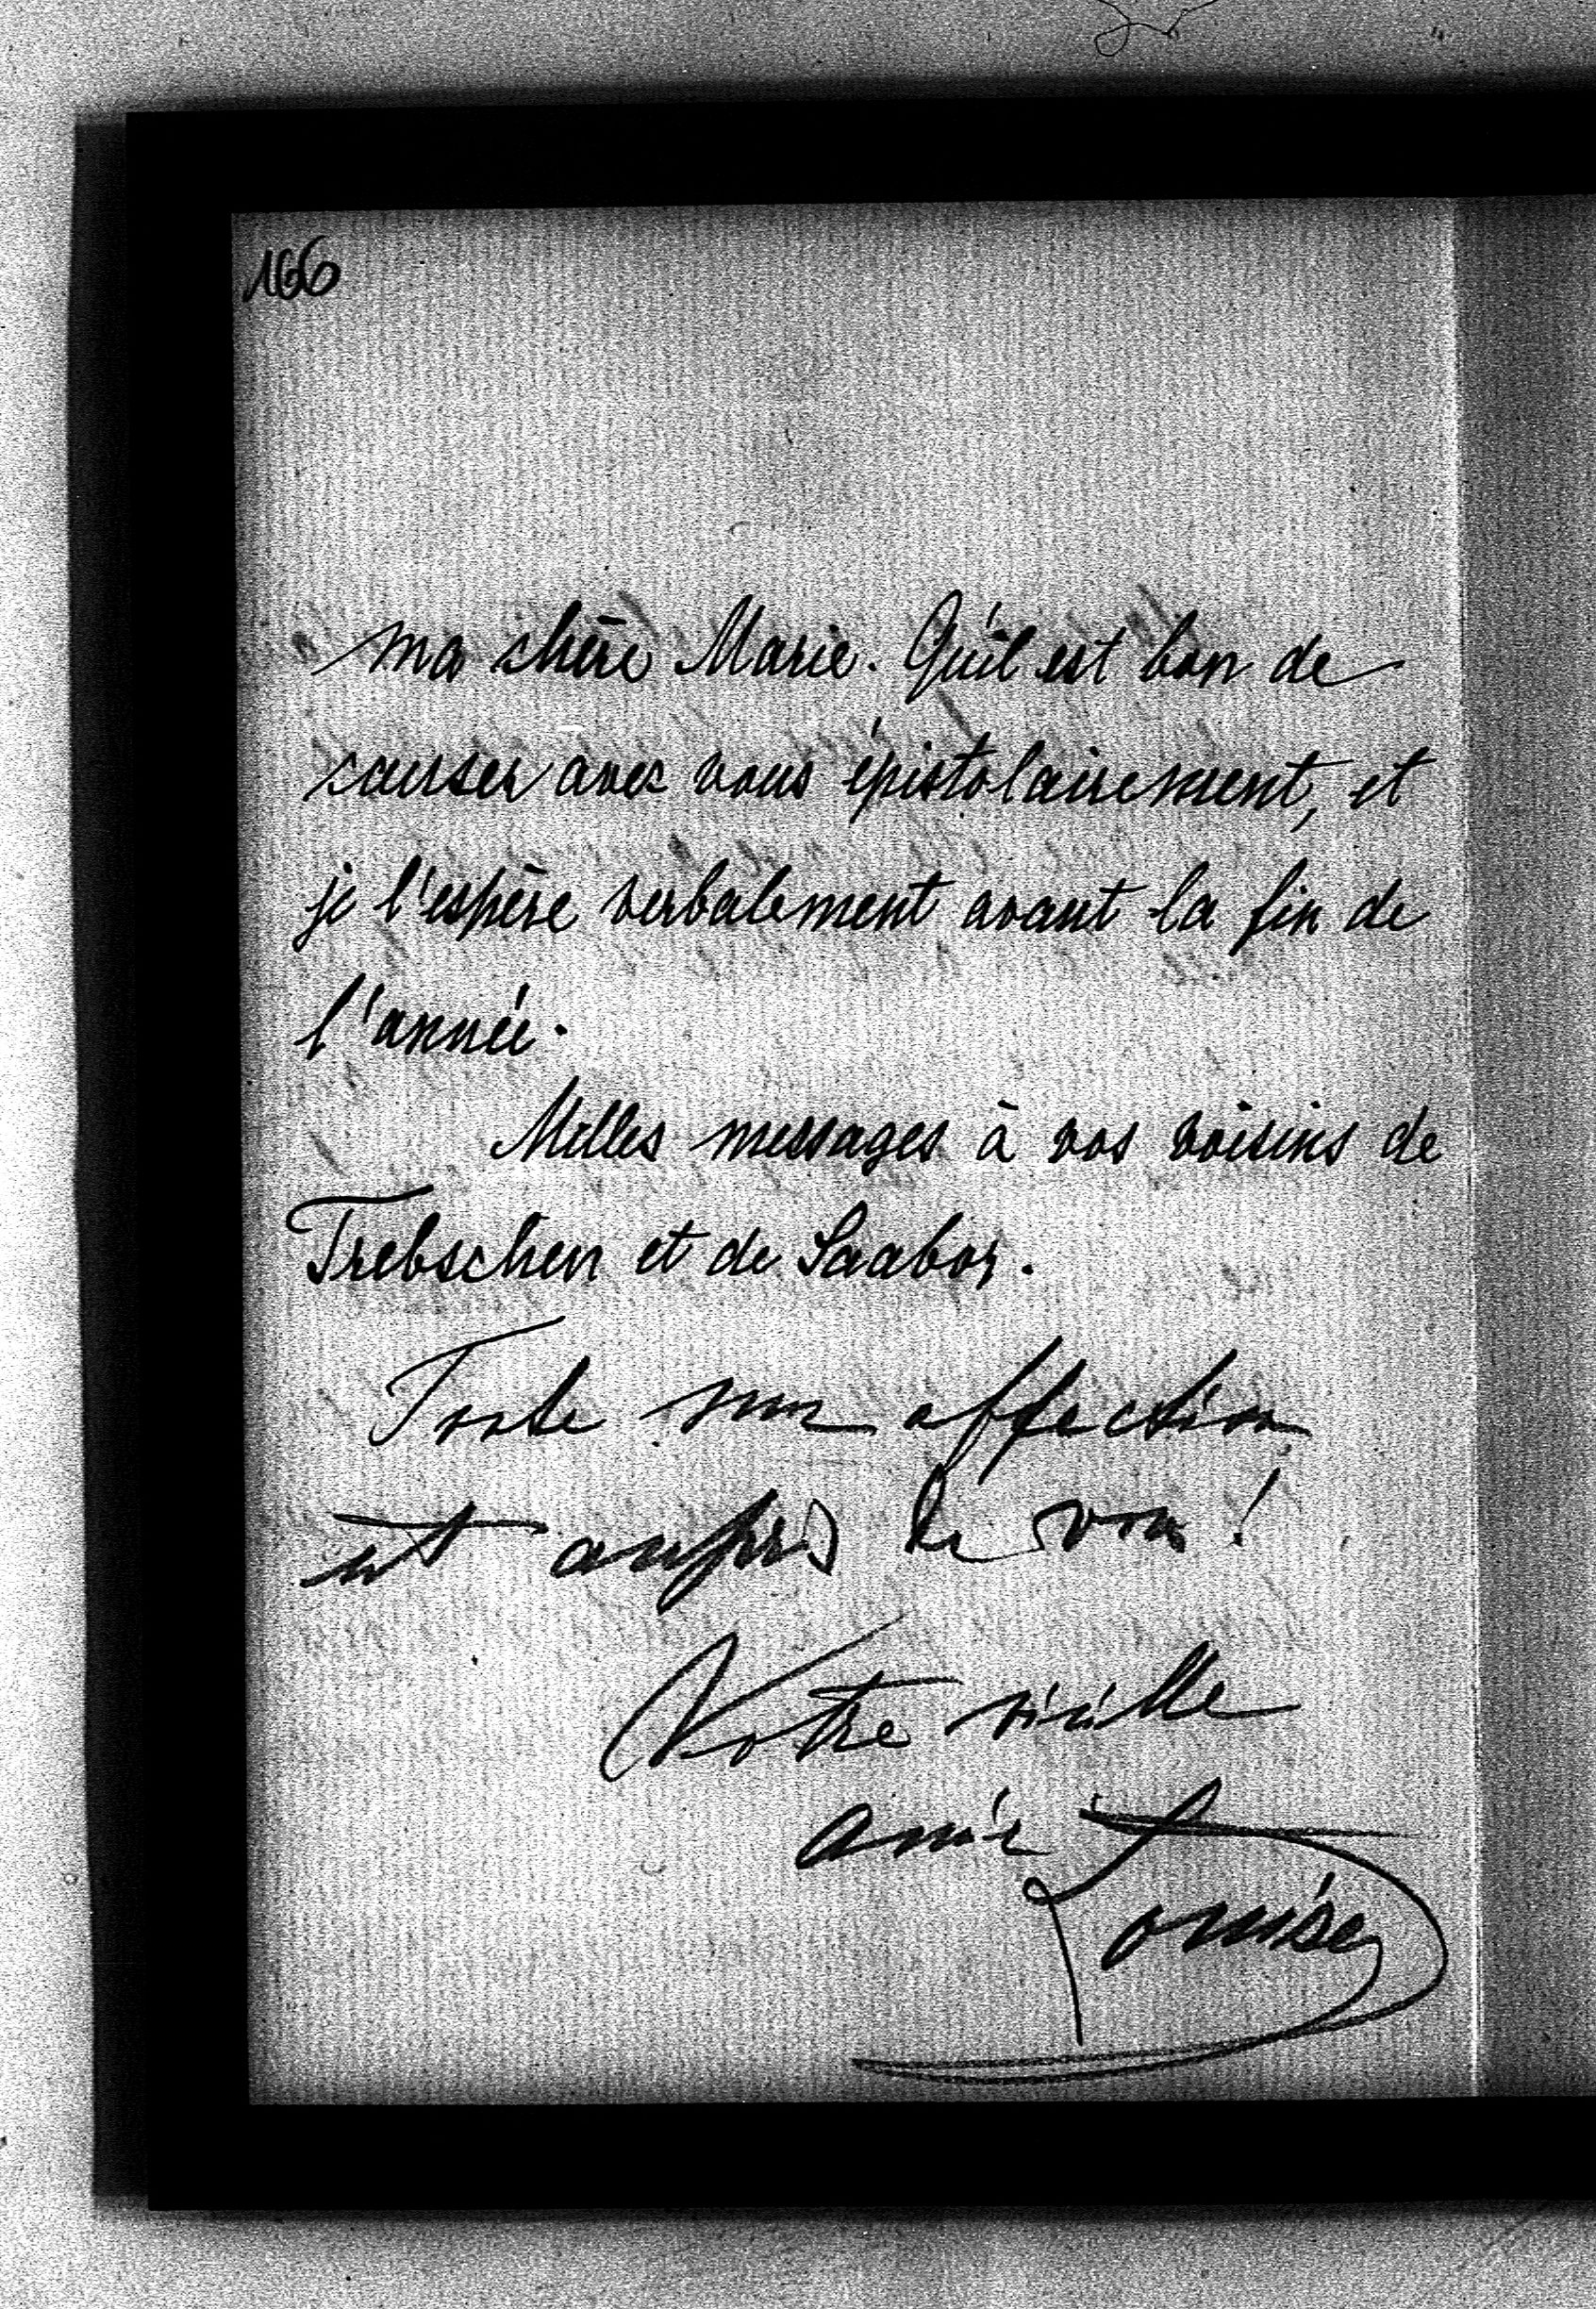 166
ma chère Marie. Qu'il est bon de
causer avec vous épistolairement, et
je l'espère verbalement avant la fin de
l'année.
Milles messages à vos voisins de
Trebschen et de Saabor.
Toute mon affection
est auprès de vous!
Votre vieille
amie Louise